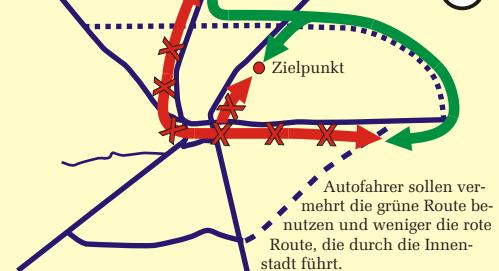 Zielpunkt
Autofahrer sollen ver-
mehrt die grüne Route be-
nutzen und weniger die rote
Route, die durch die Innen-
stadt führt.